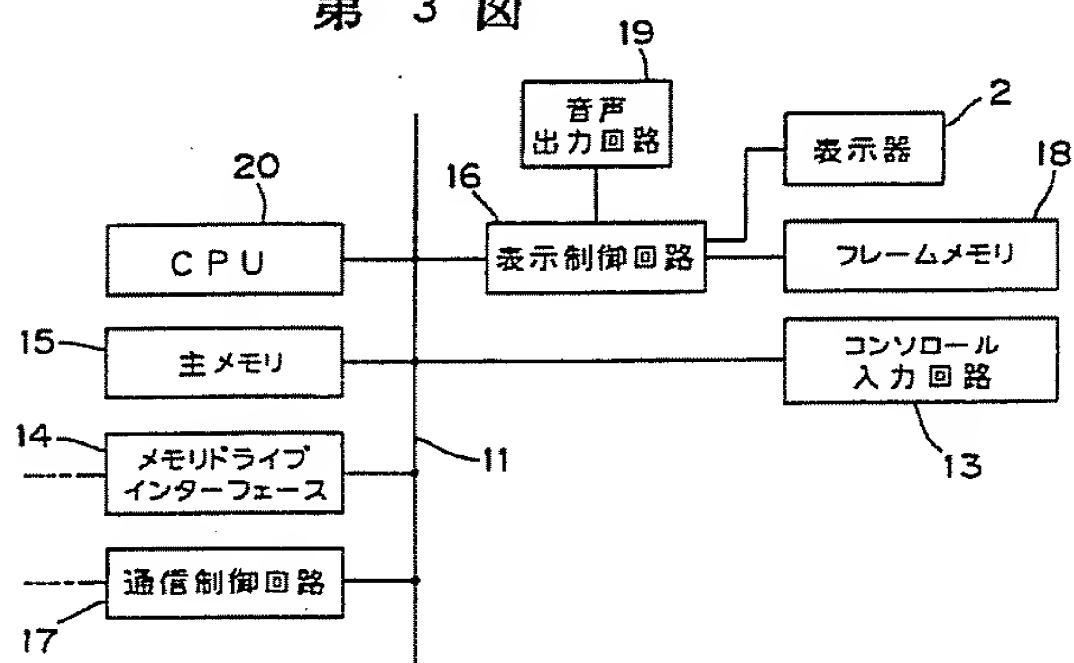 第 3 図
19
音声
出力回路
2
表示器
20
16
18
CPU
表示制御回路
フレームメモリ
15
主メモリ
コンソロール
入力回路
14
メモリドライブ
インターフェース
11
13
通信制御回路
17